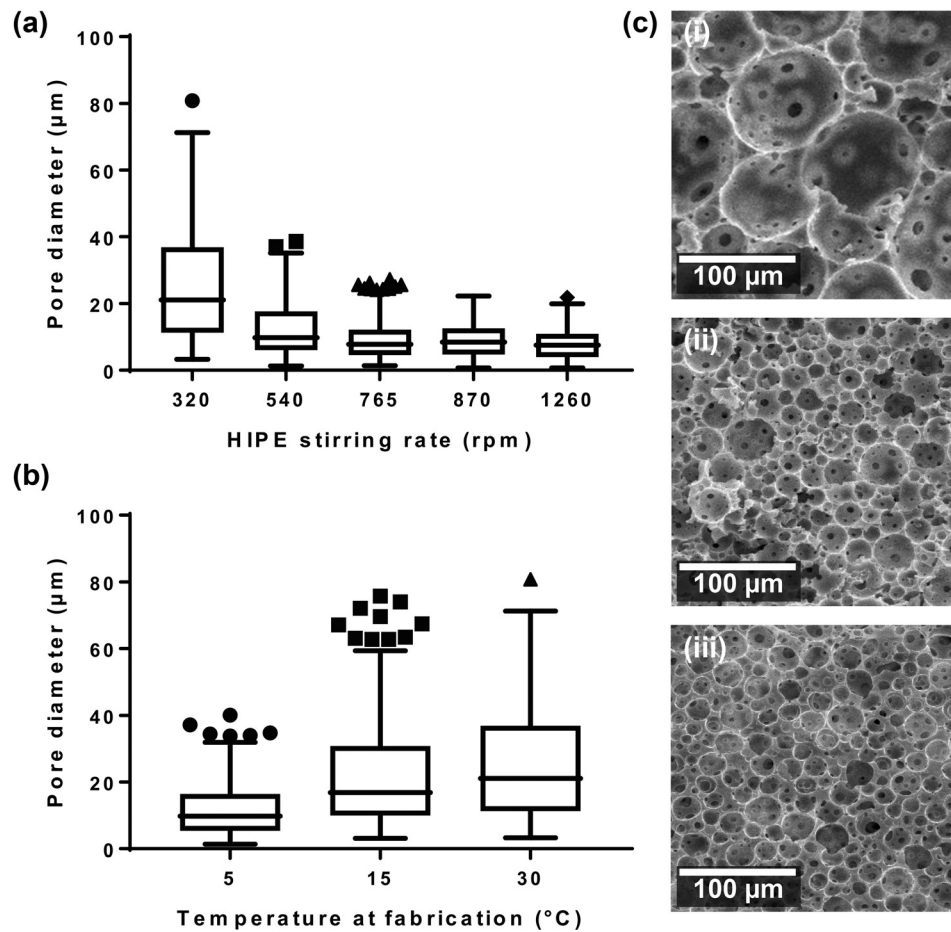 (a)
100
80
60
40
20
0
Pore diameter (µm)
320 540 765 870 1260
HIPE stirring rate (rpm)
(b)
100
80
60
40
20
0
Pore diameter (µm)
5 15 30
Temperature at fabrication (°C)
(c)
(i)
100 µm
(ii)
100 µm
(iii)
100 µm